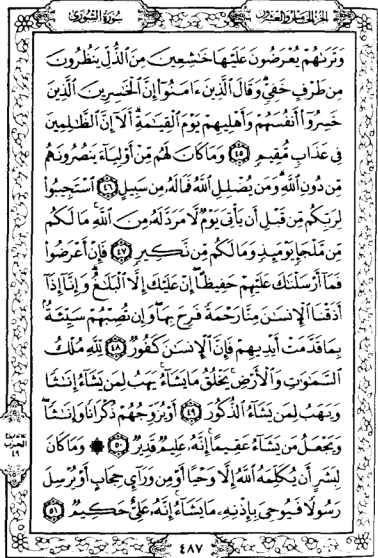 الجزء الخامس والعشرون
سورة الشورى
وَتَرَىٰهُمْ يُعْرَضُونَ عَلَيْهَا خَٰشِعِينَ مِنَ ٱلذُّلِّ يَنظُرُونَ
مِن طَرْفٍ خَفِىٍّ وَقَالَ ٱلَّذِينَ ءَامَنُوٓا۟ إِنَّ ٱلْخَٰسِرِينَ ٱلَّذِينَ
خَسِرُوٓا۟ أَنفُسَهُمْ وَأَهْلِيهِمْ يَوْمَ ٱلْقِيَٰمَةِ أَلَآ إِنَّ ٱلظَّٰلِمِينَ
فِى عَذَابٍ مُّقِيمٍ ٤٥ وَمَا كَانَ لَهُم مِّنْ أَوْلِيَآءَ يَنصُرُونَهُم
مِّن دُونِ ٱللَّهِ وَمَن يُضْلِلِ ٱللَّهُ فَمَا لَهُۥ مِن سَبِيلٍ ٤٦ ٱسْتَجِيبُوا۟
لِرَبِّكُم مِّن قَبْلِ أَن يَأْتِىَ يَوْمٌ لَّا مَرَدَّ لَهُۥ مِنَ ٱللَّهِ مَا لَكُم
مِّن مَّلْجَإٍ يَوْمَئِذٍ وَمَا لَكُم مِّن نَّكِيرٍ ٤٧ فَإِنْ أَعْرَضُوا۟
فَمَآ أَرْسَلْنَٰكَ عَلَيْهِمْ حَفِيظًا إِنْ عَلَيْكَ إِلَّا ٱلْبَلَٰغُ وَإِنَّآ إِذَآ
أَذَقْنَا ٱلْإِنسَٰنَ مِنَّا رَحْمَةً فَرِحَ بِهَا وَإِن تُصِبْهُمْ سَيِّئَةٌۢ
بِمَا قَدَّمَتْ أَيْدِيهِمْ فَإِنَّ ٱلْإِنسَٰنَ كَفُورٌ ٤٨ لِّلَّهِ مُلْكُ
ٱلسَّمَٰوَٰتِ وَٱلْأَرْضِ يَخْلُقُ مَا يَشَآءُ يَهَبُ لِمَن يَشَآءُ إِنَٰثًا
وَيَهَبُ لِمَن يَشَآءُ ٱلذُّكُورَ ٤٩ أَوْ يُزَوِّجُهُمْ ذُكْرَانًا وَإِنَٰثًا
وَيَجْعَلُ مَن يَشَآءُ عَقِيمًا إِنَّهُۥ عَلِيمٌ قَدِيرٌ ٥٠ ۞ وَمَا كَانَ
لِبَشَرٍ أَن يُكَلِّمَهُ ٱللَّهُ إِلَّا وَحْيًا أَوْ مِن وَرَآئِ حِجَابٍ أَوْ يُرْسِلَ
رَسُولًا فَيُوحِىَ بِإِذْنِهِۦ مَا يَشَآءُ إِنَّهُۥ عَلِىٌّ حَكِيمٌ ٥١
الحزب
٤٩
٤٨٧